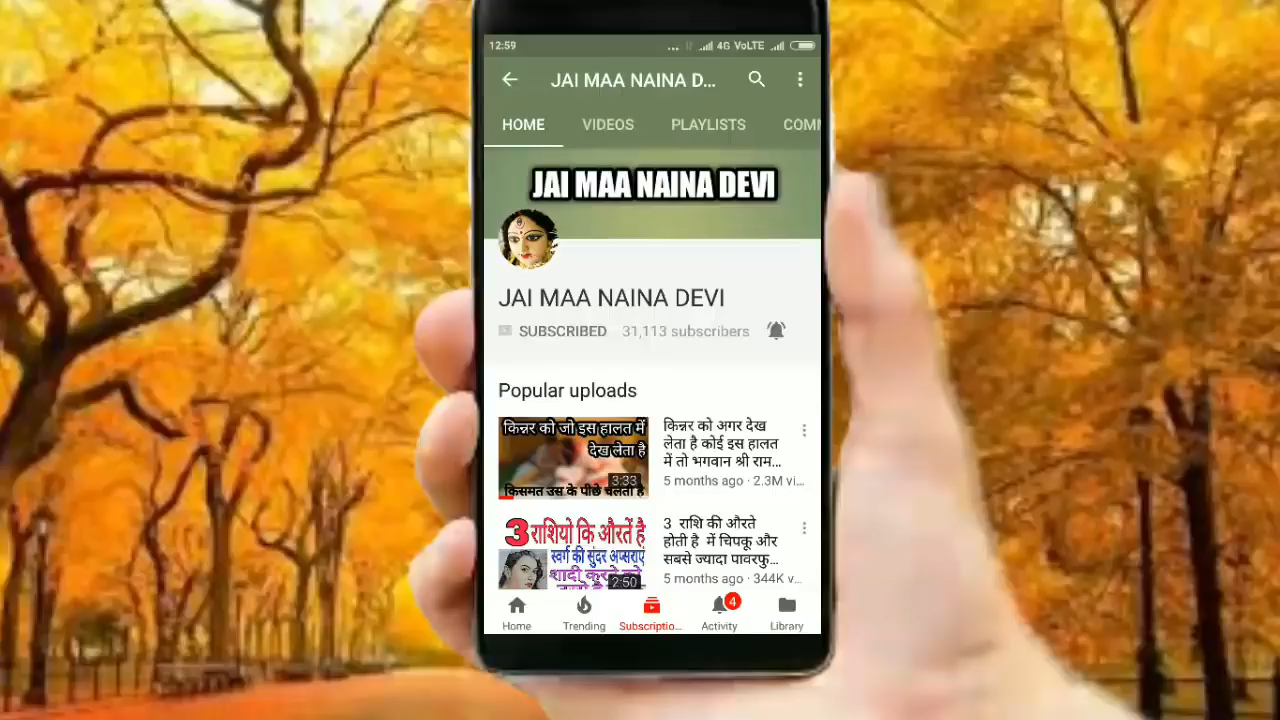 12:59 ... 4G VoLTE
JAI MAA NAINA D...
HOME VIDEOS PLAYLISTS COM
JAI MAA NAINA DEVI
JAI MAA NAINA DEVI
SUBSCRIBED 31,113 subscribers
Popular uploads
किन्नर को जो इस हालत में
देख लेता है
3:33
किसमत उस के पीछे चलता है
किन्नर को अगर देख
लेता है कोई इस हालत
में तो भगवान श्री राम...
5 months ago · 2.3M vi...
3 राशियो कि औरतें है
स्वर्ग की सुंदर अप्सराएं
शादी करने को
2:50
3 राशि की औरते
होती है में चिपकू और
सबसे ज्यादा पावरफु...
5 months ago · 344K v...
4
Home Trending Subscriptio... Activity Library